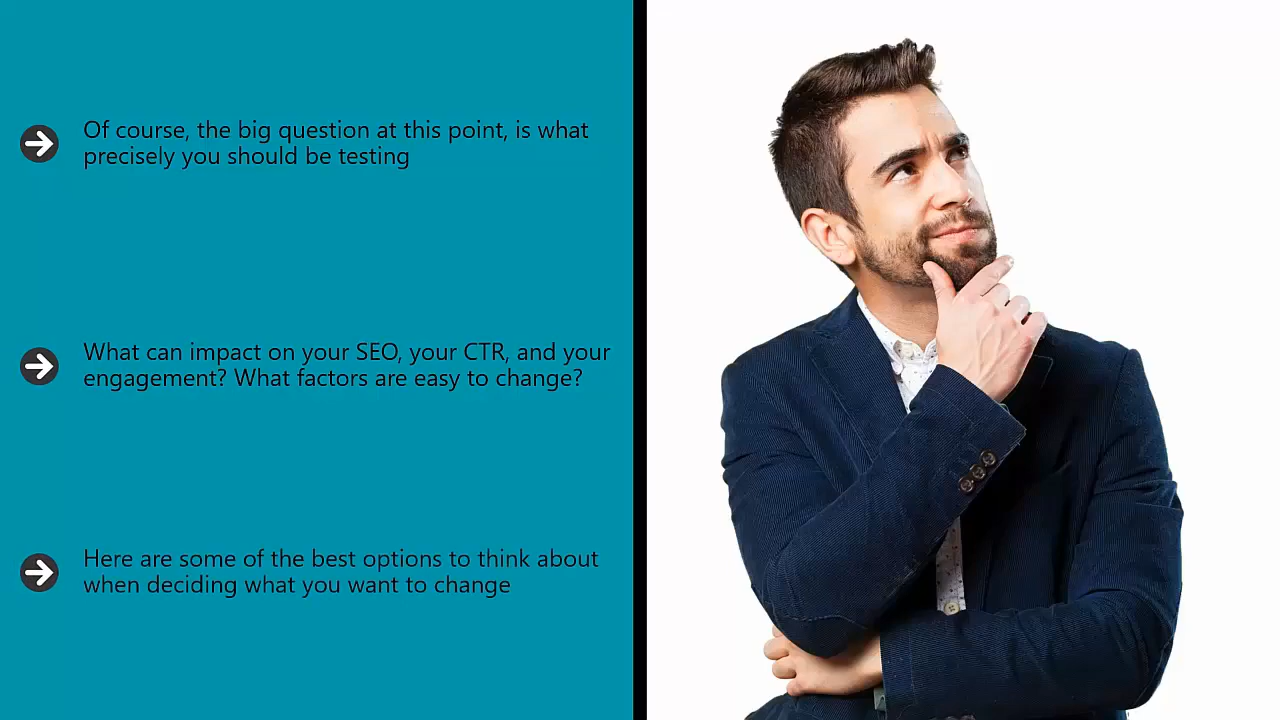 Of course, the big question at this point, is what
precisely you should be testing
What can impact on your SEO, your CTR, and your
engagement? What factors are easy to change?
Here are some of the best options to think about
when deciding what you want to change